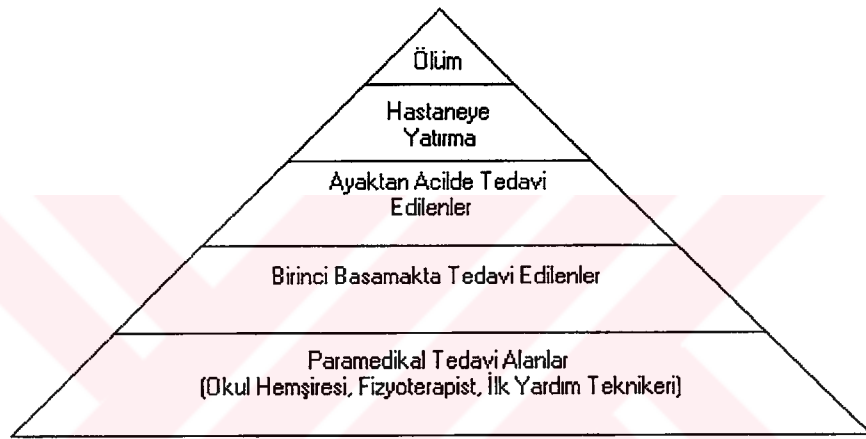 Ölüm
Hastaneye
Yatırma
Ayaktan Acilde Tedavi
Edilenler
Birinci Basamakta Tedavi Edilenler
Paramedikal Tedavi Alanlar
(Okul Hemşiresi, Fizyoterapist, İlk Yardım Teknikeri)